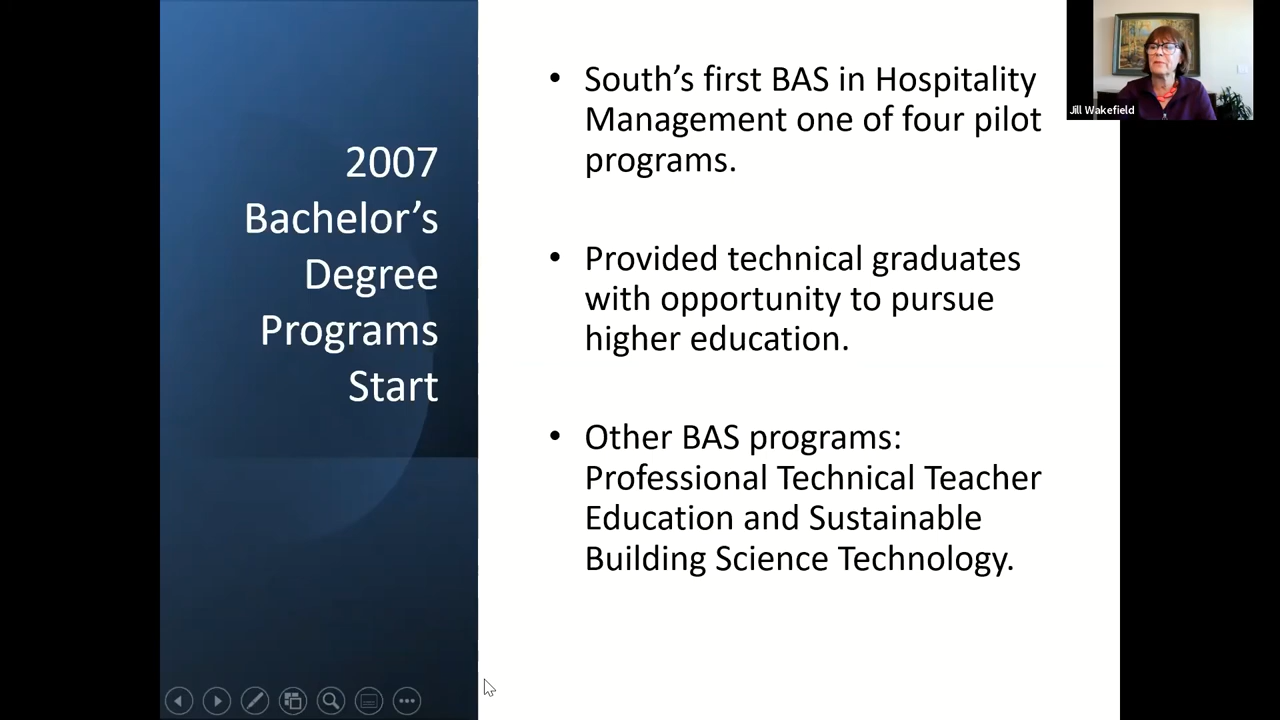 2007
Bachelor’s
Degree
Programs
Start
• South’s first BAS in Hospitality
Management one of four pilot
programs.
• Provided technical graduates
with opportunity to pursue
higher education.
• Other BAS programs:
Professional Technical Teacher
Education and Sustainable
Building Science Technology.
Jill Wakefield